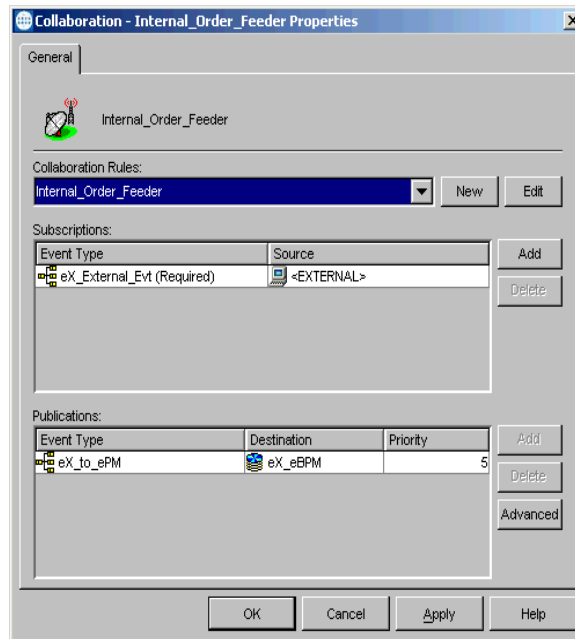 Collaboration - Internal_Order_Feeder Properties
General
Internal_Order_Feeder
Collaboration Rules:
Internal_Order_Feeder New Edit
Subscriptions:
Event Type Source Add
eX_External_Evt (Required) <EXTERNAL>
Delete
Publications:
Event Type Destination Priority Add
eX_to_ePM eX_eBPM 5
Delete
Advanced
OK Cancel Apply Help